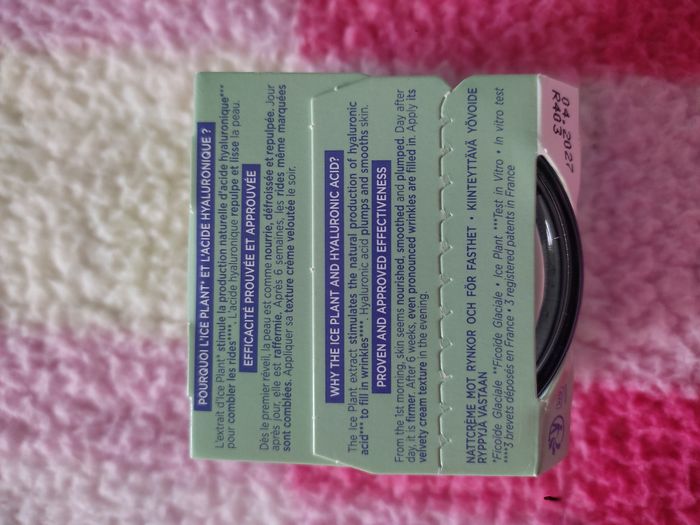 POURQUOI L'ICE PLANT* ET L'ACIDE HYALURONIQUE ?
L'extrait d'Ice Plant* stimule la production naturelle d'acide hyaluronique***
pour combler les rides****. L'acide hyaluronique repulpe et lisse la peau.
EFFICACITÉ PROUVÉE ET APPROUVÉE
Dès le premier réveil, la peau est comme nourrie, défroissée et repulpée. Jour
après jour, elle est raffermie. Après 6 semaines, les rides même marquées
sont comblées. Appliquer sa texture crème veloutée le soir.
WHY THE ICE PLANT AND HYALURONIC ACID?
The Ice Plant extract stimulates the natural production of hyaluronic
acid*** to fill in wrinkles****. Hyaluronic acid plumps and smooths skin.
PROVEN AND APPROVED EFFECTIVENESS
From the 1st morning, skin seems nourished, smoothed and plumped. Day after
day, it is firmer. After 6 weeks, even pronounced wrinkles are filled in. Apply its
velvety cream texture in the evening.
NATTCRÈME MOT RYNKOR OCH FÖR FASTHET • KIINTEYTTÄVÄ YÖVOIDE
RYPPYJÄ VASTAAN
*Ficoïde Glaciale **Ficoïde Glaciale • Ice Plant ***Test in Vitro • In vitro test
****3 brevets déposés en France • 3 registered patents in France
04.2027
R403